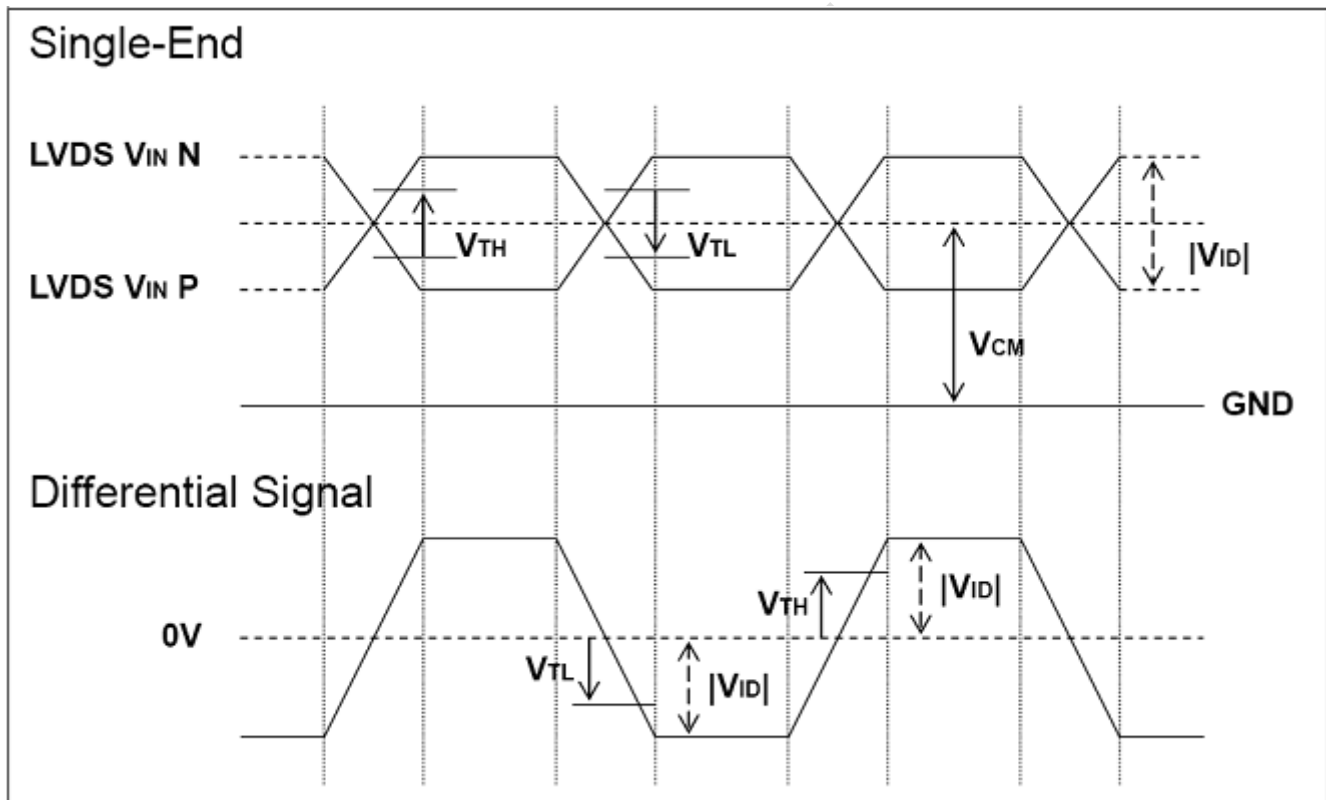 Single-End
LVDS VIN N
VTH
VTL
|VID|
LVDS VIN P
VCM
GND
Differential Signal
VTH
|VID|
0V
VTL
|VID|